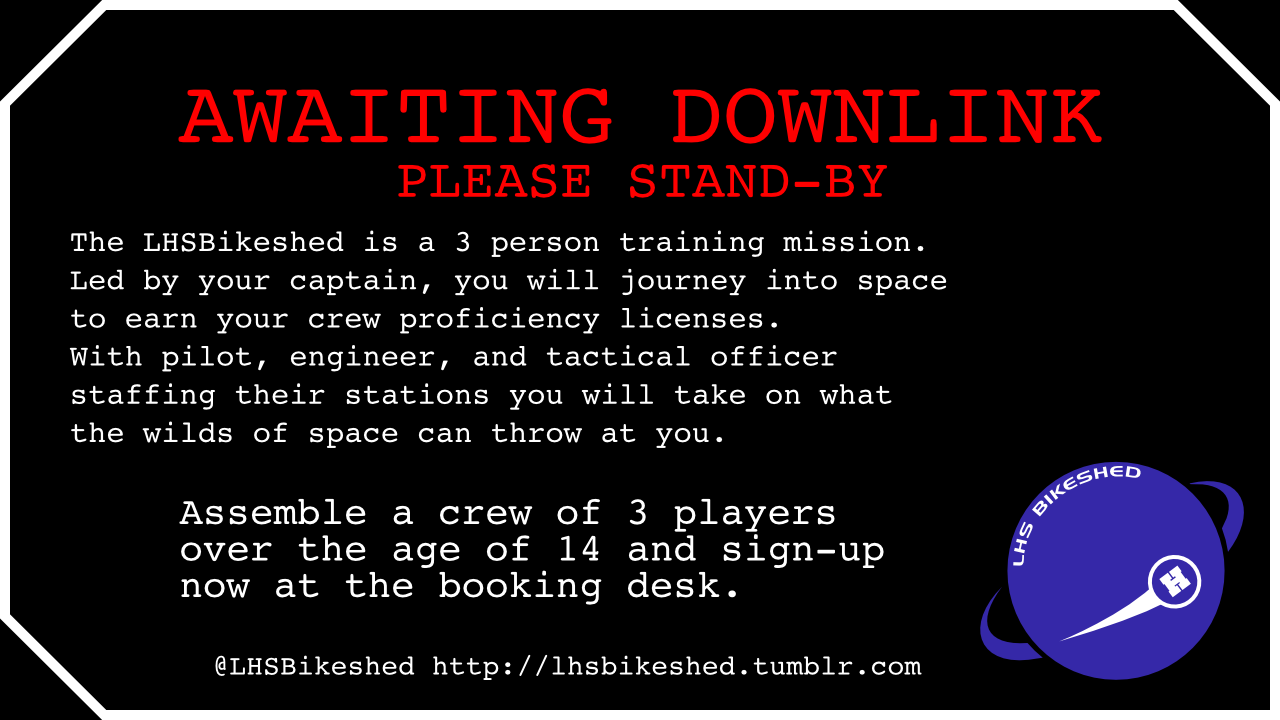 AWAITING DOWNLINK
PLEASE STAND-BY
The LHSBikeshed is a 3 person training mission.
Led by your captain, you will journey into space
to earn your crew proficiency licenses.
With pilot, engineer, and tactical officer
staffing their stations you will take on what
the wilds of space can throw at you.
Assemble a crew of 3 players
over the age of 14 and sign-up
now at the booking desk.
LHS BIKESHED
@LHSBikeshed http://lhsbikeshed.tumblr.com